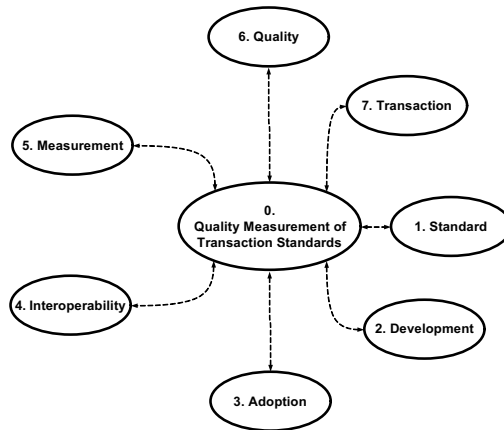 6. Quality
7. Transaction
5. Measurement
0.
Quality Measurement of
Transaction Standards
1. Standard
4. Interoperability
2. Development
3. Adoption